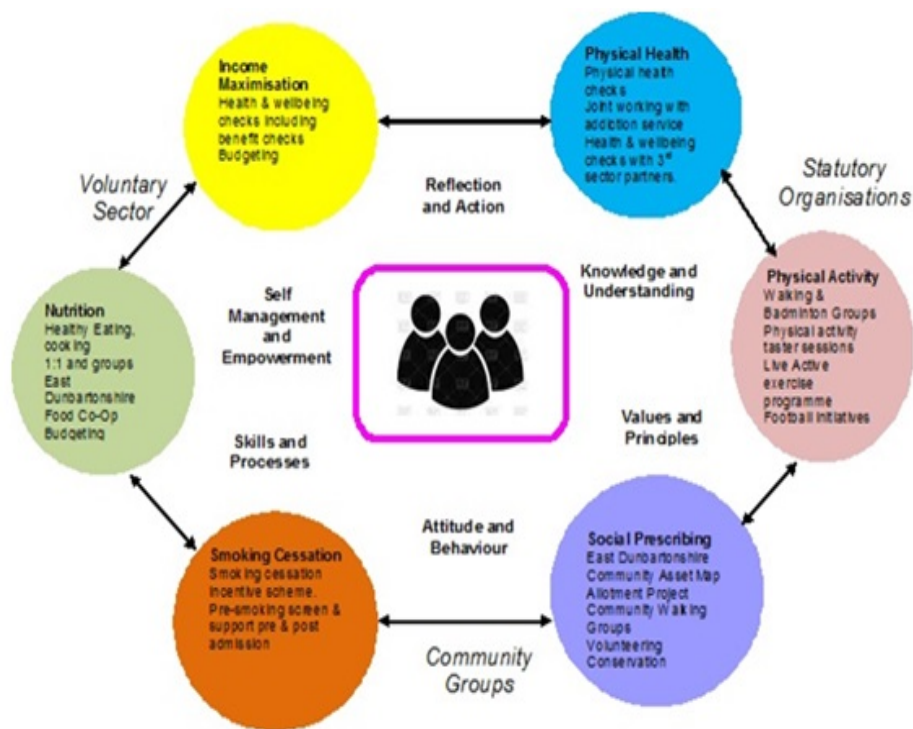 Income
Maximisation
Health & wellbeing
checks including
benefit checks
Budgeting
Physical Health
Physical health
checks
Joint working with
addiction service
Health & wellbeing
checks with 3rd
sector partners.
Voluntary
Sector
Reflection
and Action
Statutory
Organisations
Nutrition
Healthy Eating,
cooking
1:1 and groups
East
Dunbartonshire
Food Co-Op
Budgeting
Self
Management
and
Empowerment
Knowledge and
Understanding
Physical Activity
Walking &
Badminton Groups
Physical activity
taster sessions
Live Active
exercise
programme
Football Initiatives
Skills and
Processes
Values and
Principles
Smoking Cessation
Smoking cessation
incentive scheme.
Pre-smoking screen &
support pre & post
admission
Attitude and
Behaviour
Social Prescribing
East Dunbartonshire
Community Asset Map
Allotment Project
Community Walking
Groups
Volunteering
Conservation
Community
Groups